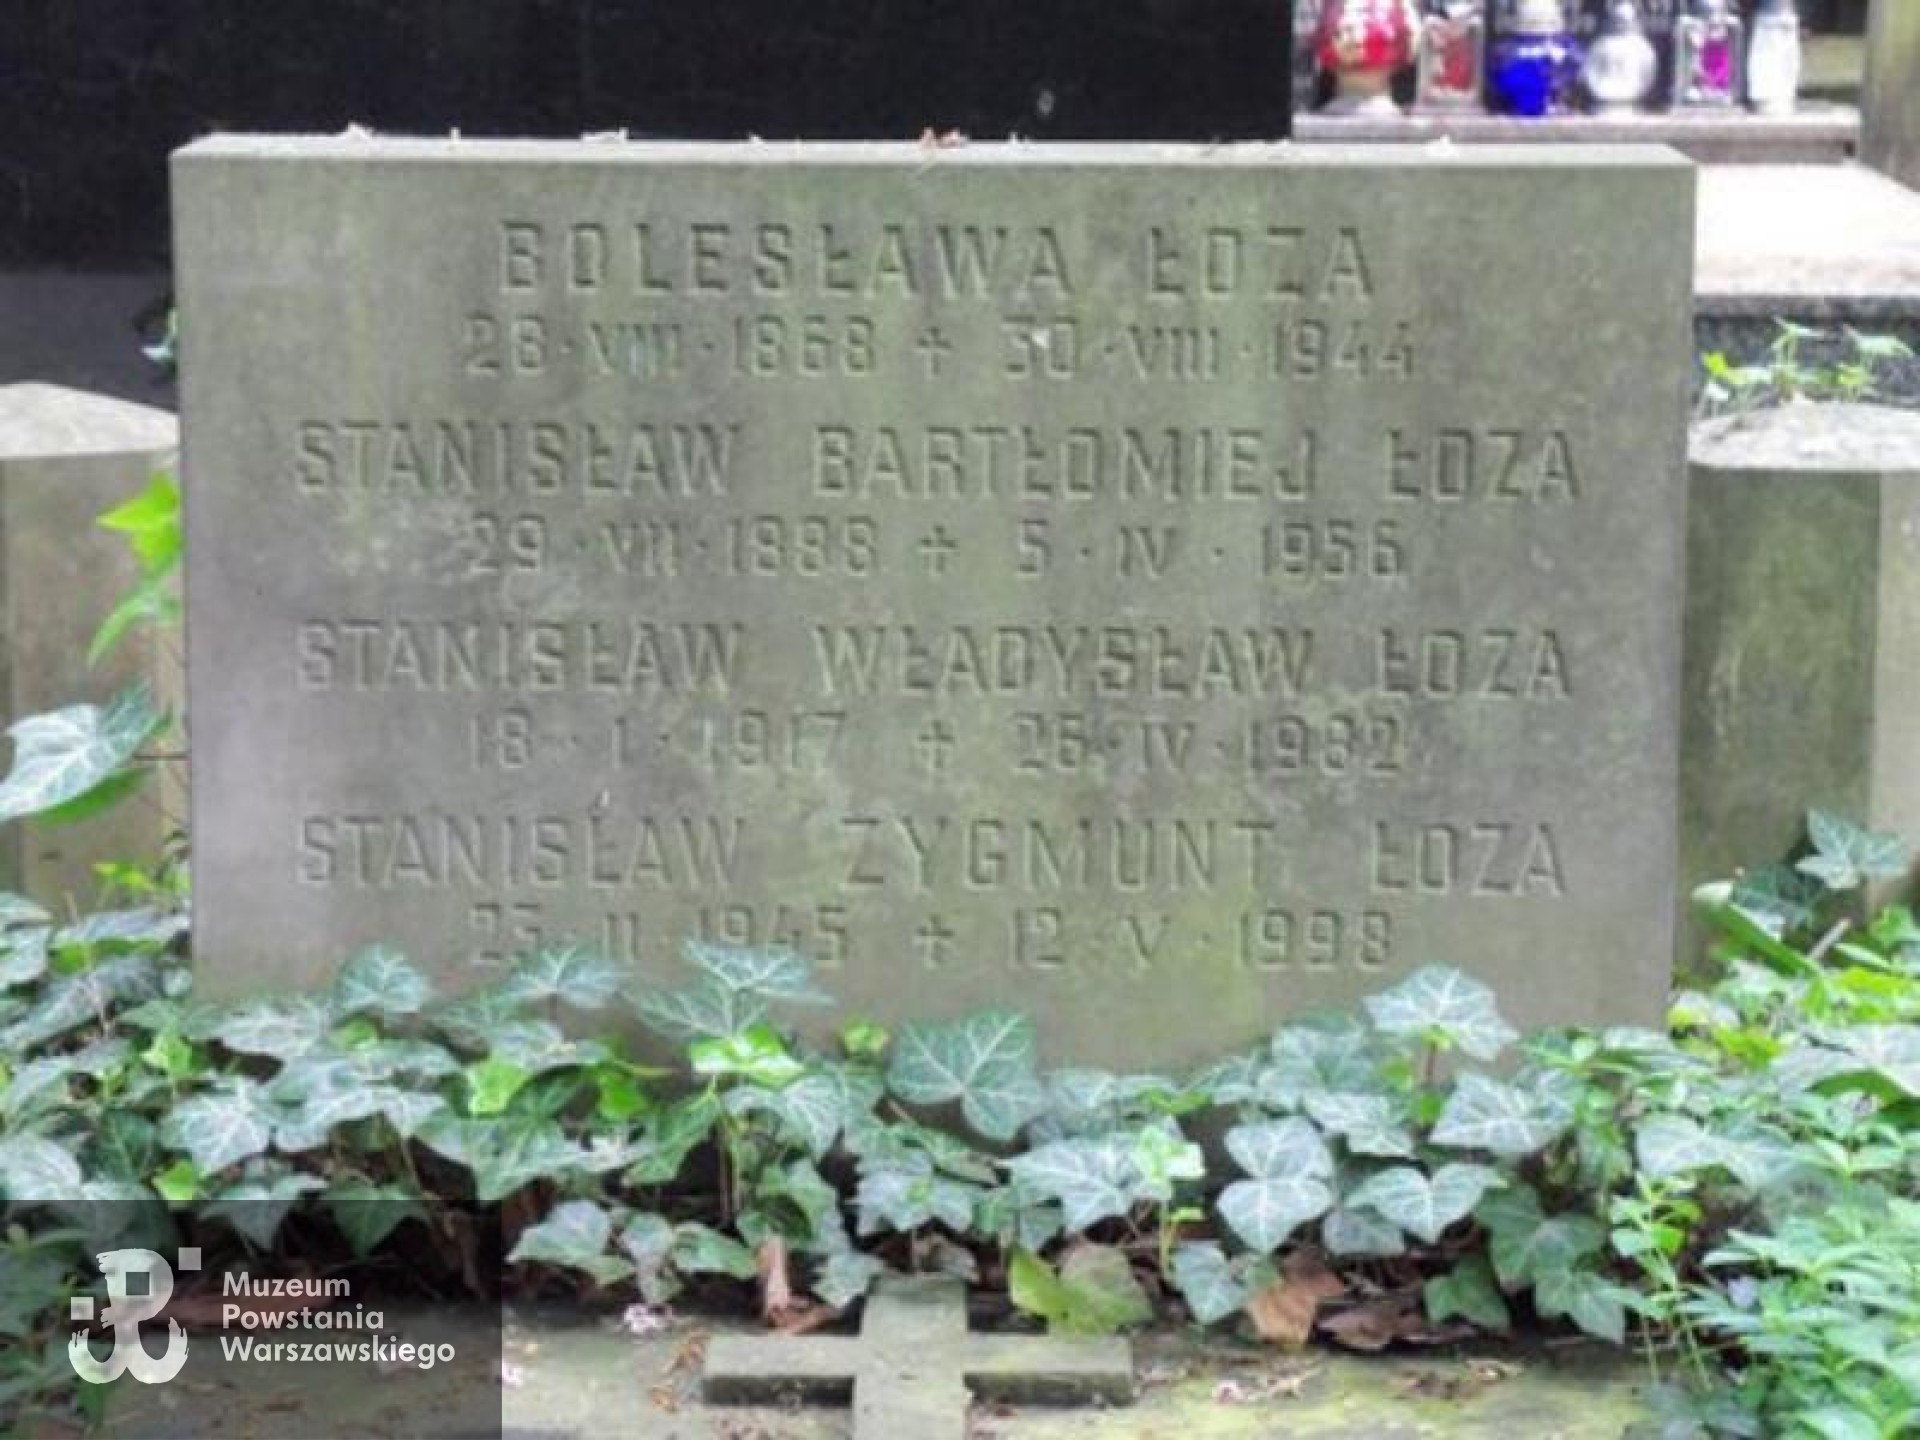 BOLESŁAWA ŁOZA
28·VIII·1868 + 30·VIII·1944
STANISŁAW BARTŁOMIEJ ŁOZA
29·VII·1888 + 5·IV·1956
STANISŁAW WŁADYSŁAW ŁOZA
18·I·1917 + 26·IV·1982
STANISŁAW ZYGMUNT ŁOZA
23·II·1945 + 12·V·1998
Muzeum
Powstania
Warszawskiego